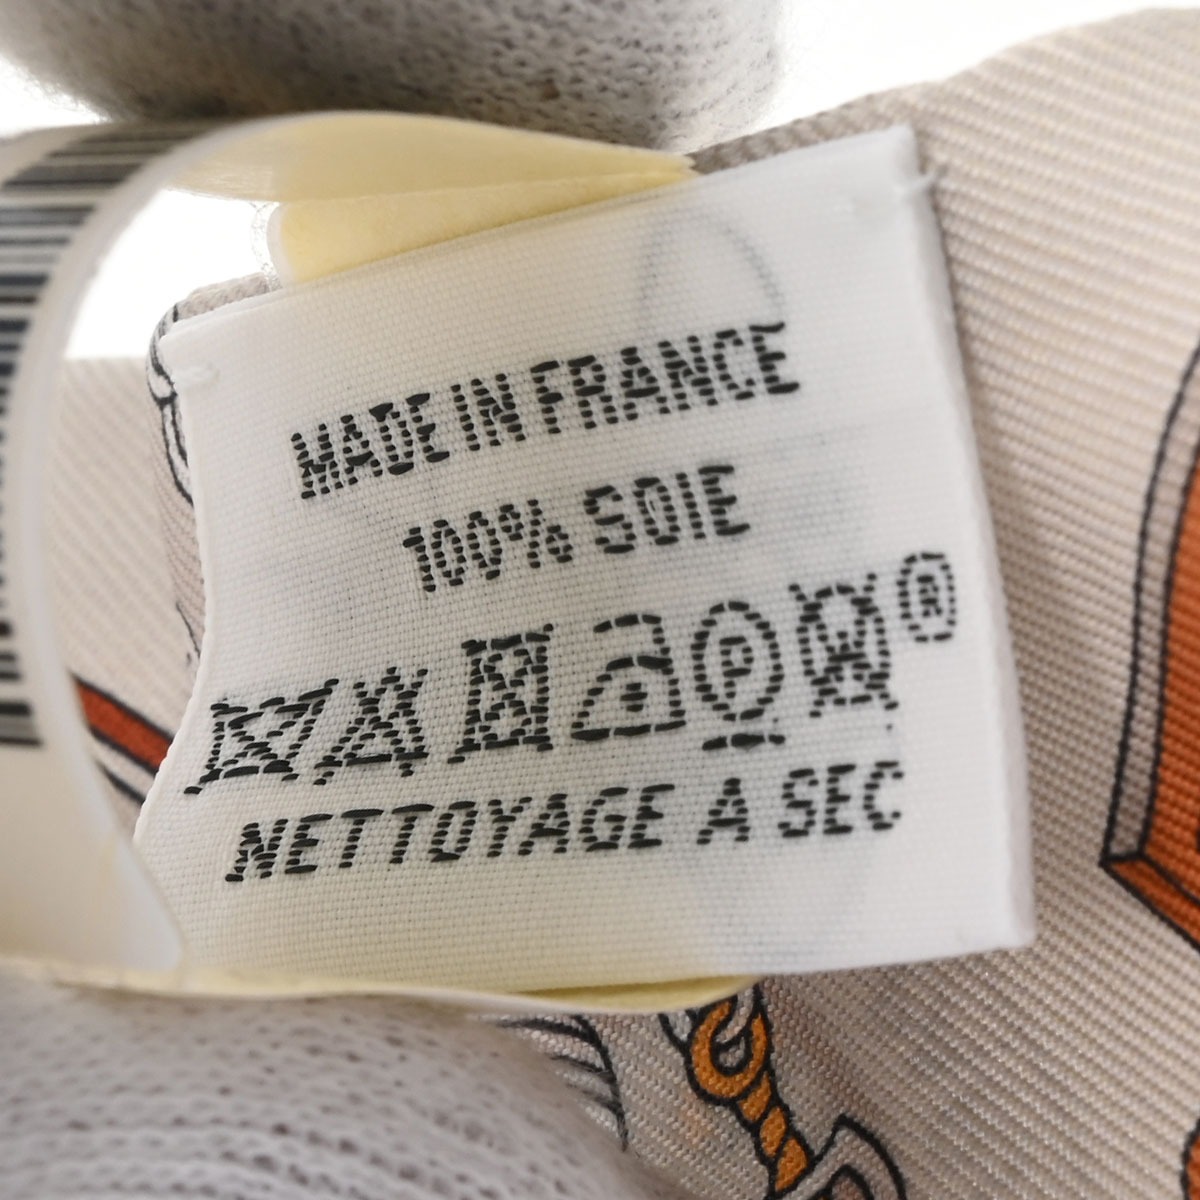 MADE IN FRANCE
100% SOIE
P W ®
NETTOYAGE A SEC